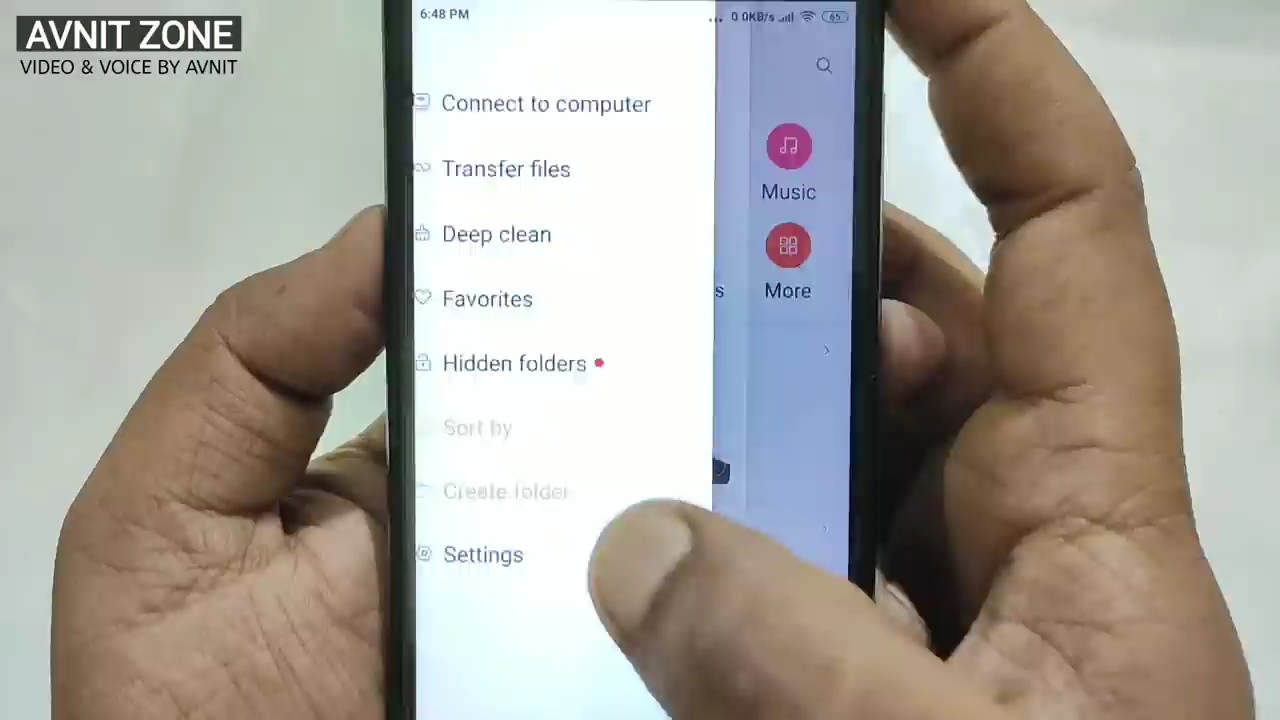 AVNIT ZONE
VIDEO & VOICE BY AVNIT
6:48 PM
... 0.0KB/s 65
Connect to computer
Transfer files
Deep clean
Favorites
Hidden folders
Sort by
Create folder
Settings
Music
s
More